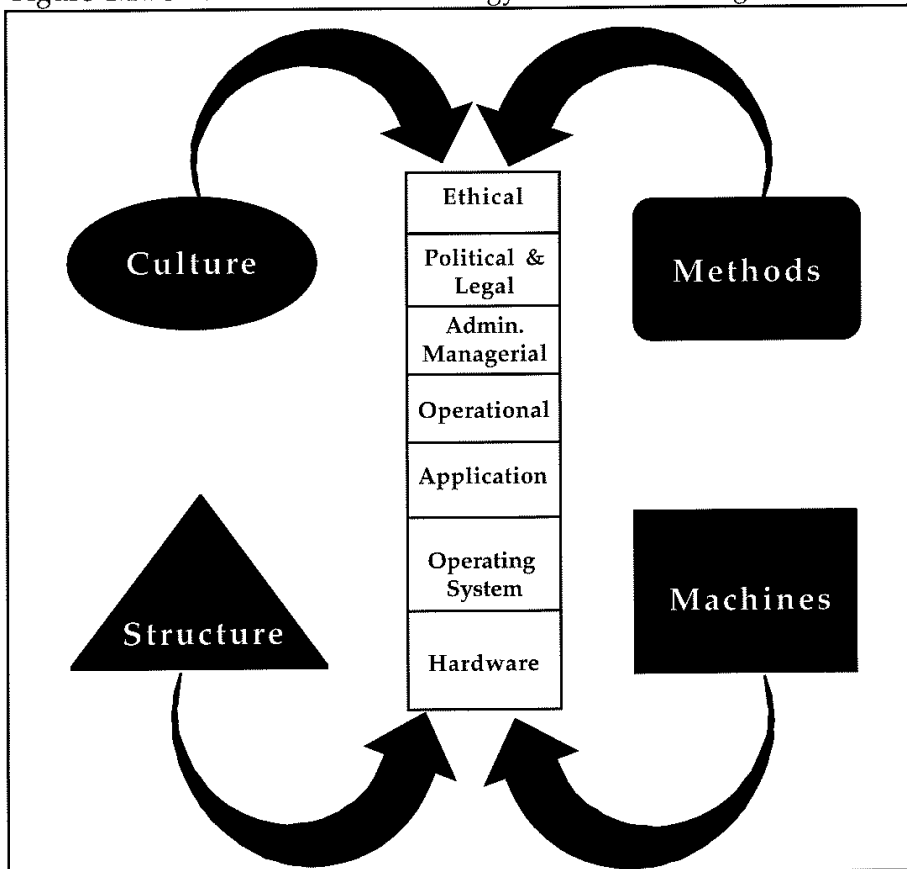 Ethical
Culture
Political &
Legal
Methods
Admin.
Managerial
Operational
Application
Operating
System
Structure
Machines
Hardware